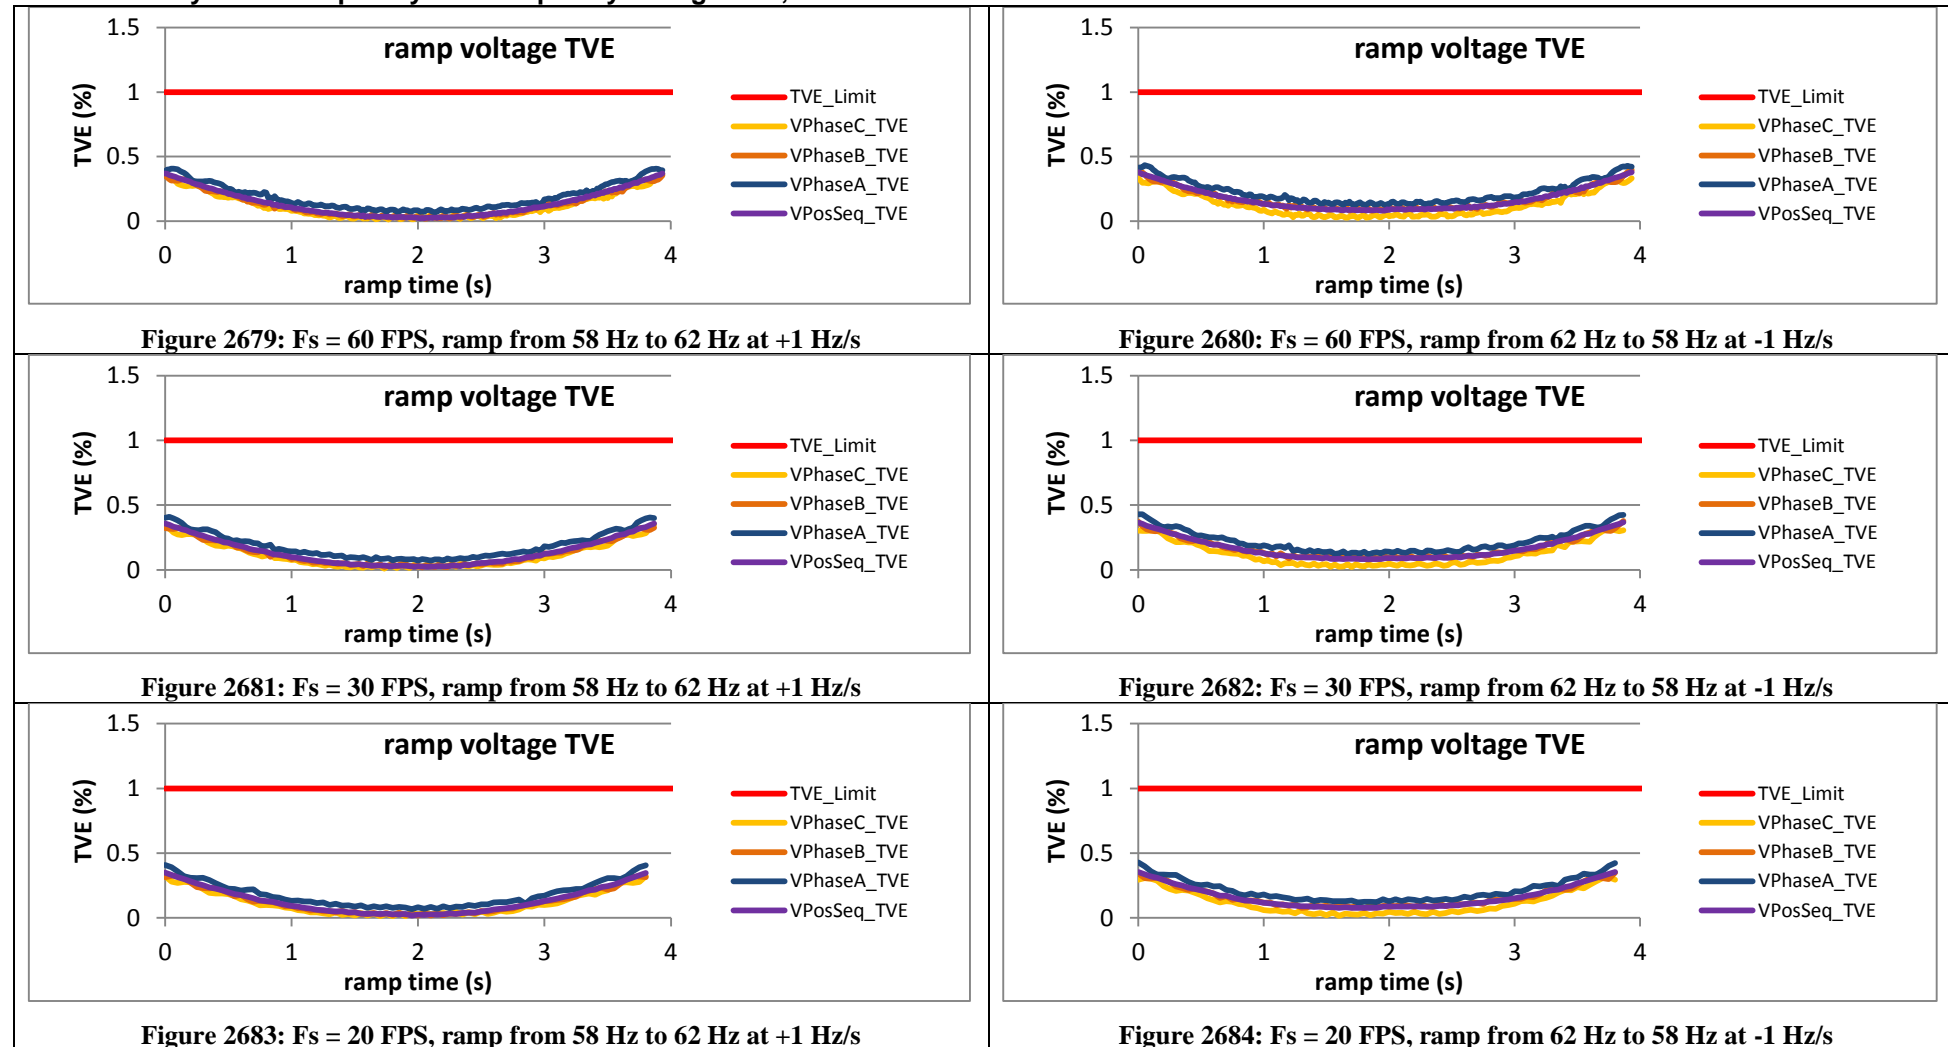 ramp voltage TVE
1.5
1
0.5
0
TVE (%)
0 1 2 3 4
ramp time (s)
TVE_Limit
VPhaseC_TVE
VPhaseB_TVE
VPhaseA_TVE
VPosSeq_TVE
Figure 2679: Fs = 60 FPS, ramp from 58 Hz to 62 Hz at +1 Hz/s
ramp voltage TVE
1.5
1
0.5
0
TVE (%)
0 1 2 3 4
ramp time (s)
TVE_Limit
VPhaseC_TVE
VPhaseB_TVE
VPhaseA_TVE
VPosSeq_TVE
Figure 2680: Fs = 60 FPS, ramp from 62 Hz to 58 Hz at -1 Hz/s
ramp voltage TVE
1.5
1
0.5
0
TVE (%)
0 1 2 3 4
ramp time (s)
TVE_Limit
VPhaseC_TVE
VPhaseB_TVE
VPhaseA_TVE
VPosSeq_TVE
Figure 2681: Fs = 30 FPS, ramp from 58 Hz to 62 Hz at +1 Hz/s
ramp voltage TVE
1.5
1
0.5
0
TVE (%)
0 1 2 3 4
ramp time (s)
TVE_Limit
VPhaseC_TVE
VPhaseB_TVE
VPhaseA_TVE
VPosSeq_TVE
Figure 2682: Fs = 30 FPS, ramp from 62 Hz to 58 Hz at -1 Hz/s
ramp voltage TVE
1.5
1
0.5
0
TVE (%)
0 1 2 3 4
ramp time (s)
TVE_Limit
VPhaseC_TVE
VPhaseB_TVE
VPhaseA_TVE
VPosSeq_TVE
Figure 2683: Fs = 20 FPS, ramp from 58 Hz to 62 Hz at +1 Hz/s
ramp voltage TVE
1.5
1
0.5
0
TVE (%)
0 1 2 3 4
ramp time (s)
TVE_Limit
VPhaseC_TVE
VPhaseB_TVE
VPhaseA_TVE
VPosSeq_TVE
Figure 2684: Fs = 20 FPS, ramp from 62 Hz to 58 Hz at -1 Hz/s